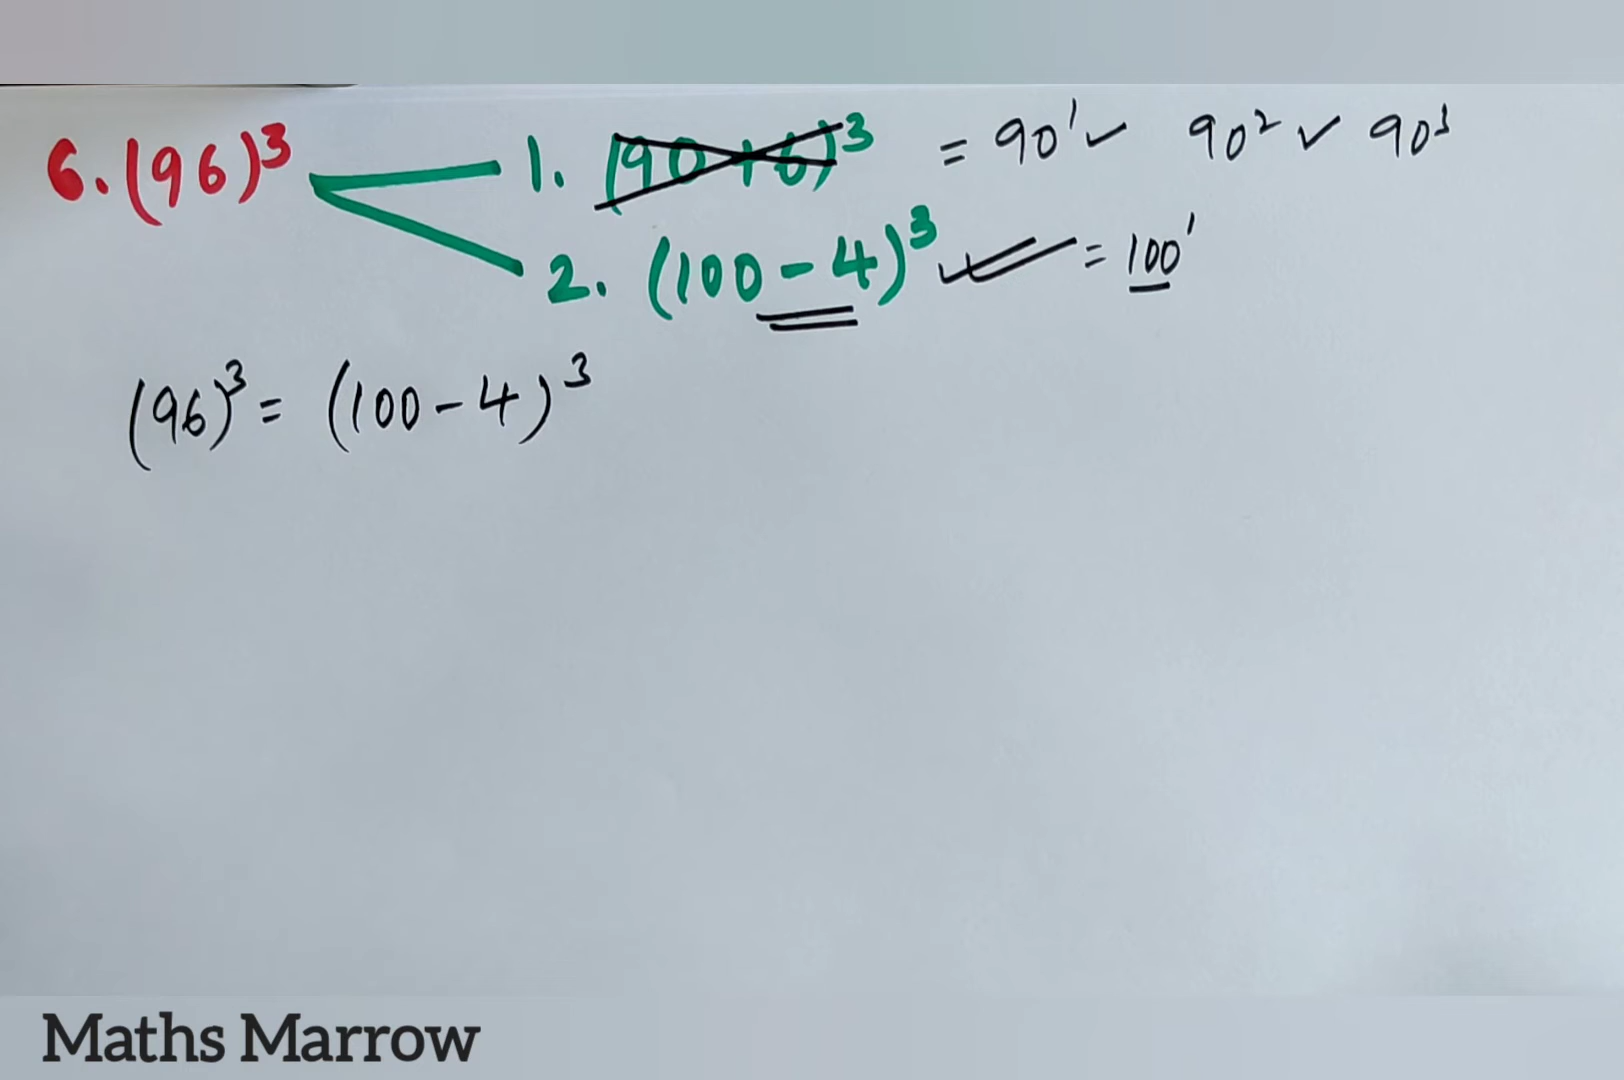 6. (96)³ 1. (90+6)³ = 90¹ ✓ 90² ✓ 90³
2. (100-4)³ ✓ = 100¹
(96)³ = (100-4)³
Maths Marrow